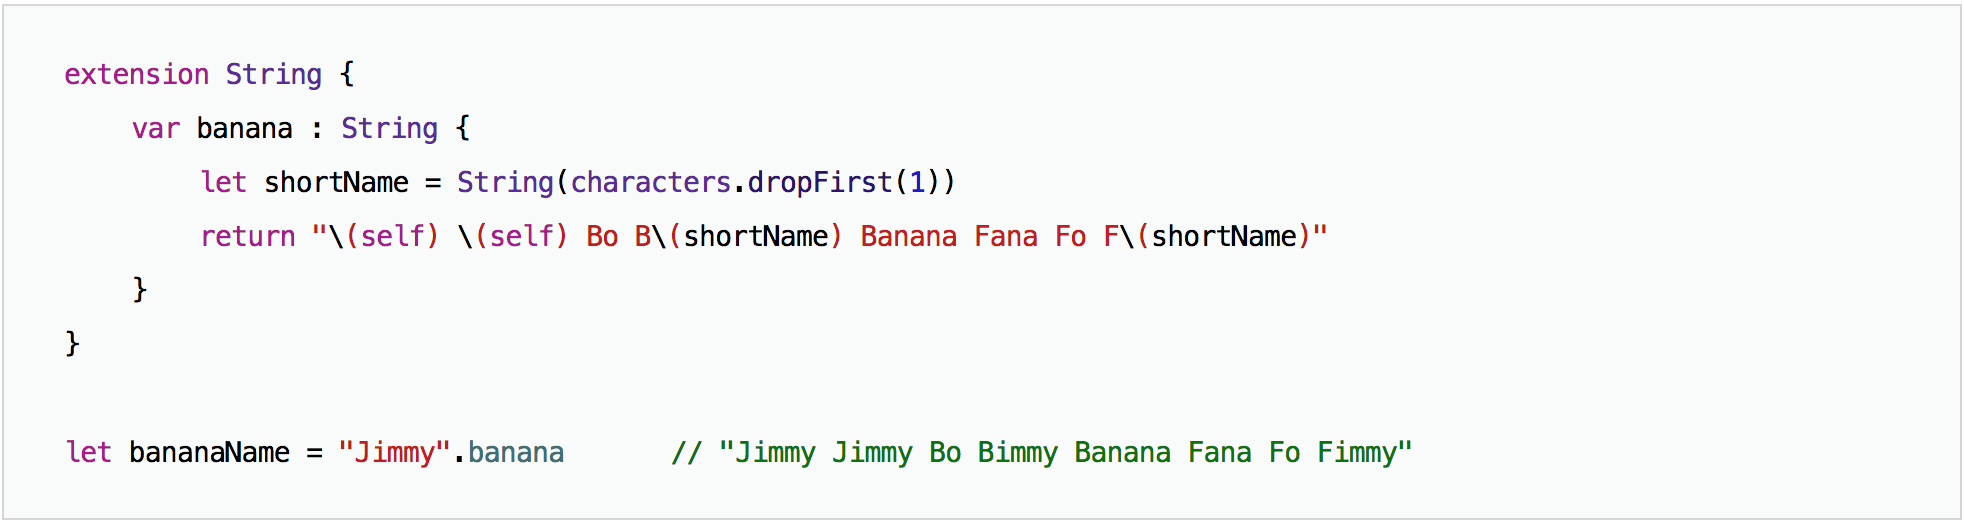 extension String {
    var banana : String {
        let shortName = String(characters.dropFirst(1))
        return "\(self) \(self) Bo B\(shortName) Banana Fana Fo F\(shortName)"
    }
}
let bananaName = "Jimmy".banana      // "Jimmy Jimmy Bo Bimmy Banana Fana Fo Fimmy"